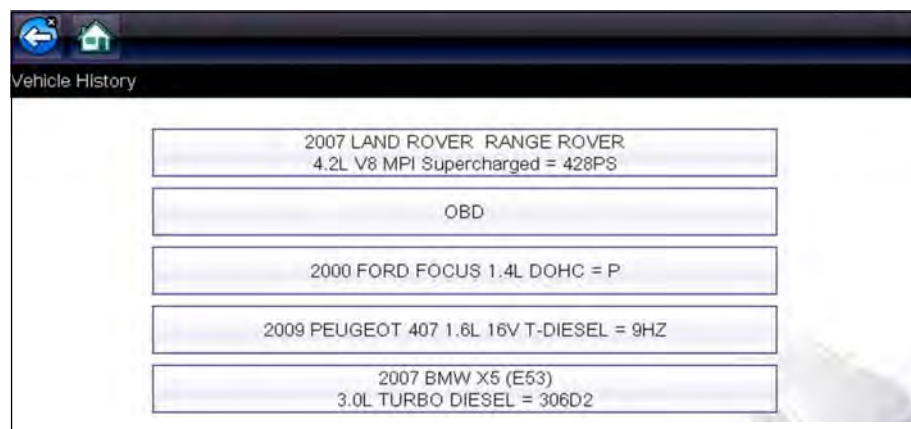 Vehicle History
2007 LAND ROVER RANGE ROVER
4.2L V8 MPI Supercharged = 428PS
OBD
2000 FORD FOCUS 1.4L DOHC = P
2009 PEUGEOT 407 1.6L 16V T-DIESEL = 9HZ
2007 BMW X5 (E53)
3.0L TURBO DIESEL = 306D2